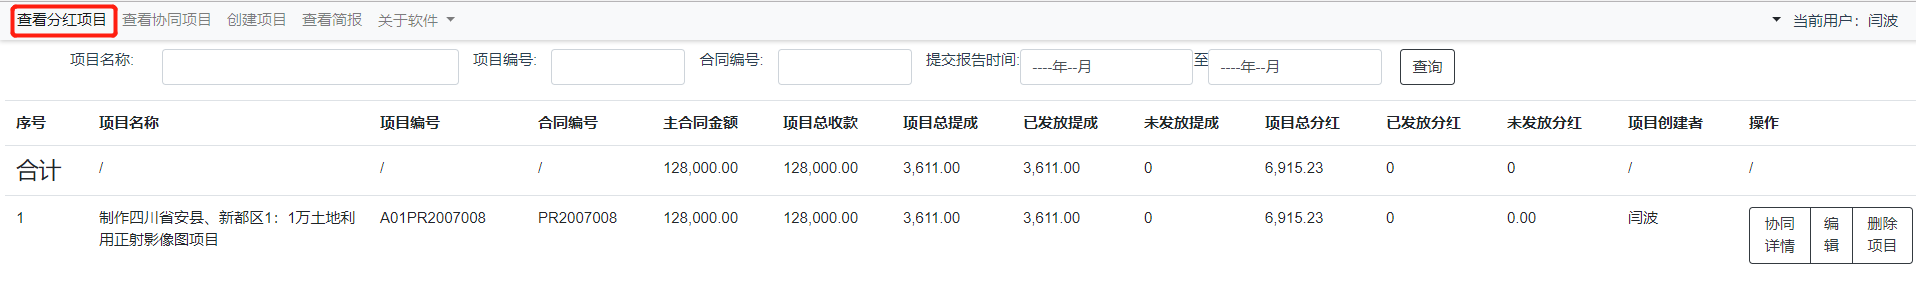 查看分红项目 查看协同项目 创建项目 查看简报 关于软件 当前用户：闫波
项目名称: 项目编号: 合同编号: 提交报告时间: ----年--月 至 ----年--月 查询
序号 项目名称 项目编号 合同编号 主合同金额 项目总收款 项目总提成 已发放提成 未发放提成 项目总分红 已发放分红 未发放分红 项目创建者 操作
合计 / / / 128,000.00 128,000.00 3,611.00 3,611.00 0 6,915.23 0 0 / /
1 制作四川省安县、新都区1：1万土地利 A01PR2007008 PR2007008 128,000.00 128,000.00 3,611.00 3,611.00 0 6,915.23 0 0.00 闫波 协同 编 删除
用正射影像图项目 详情 辑 项目